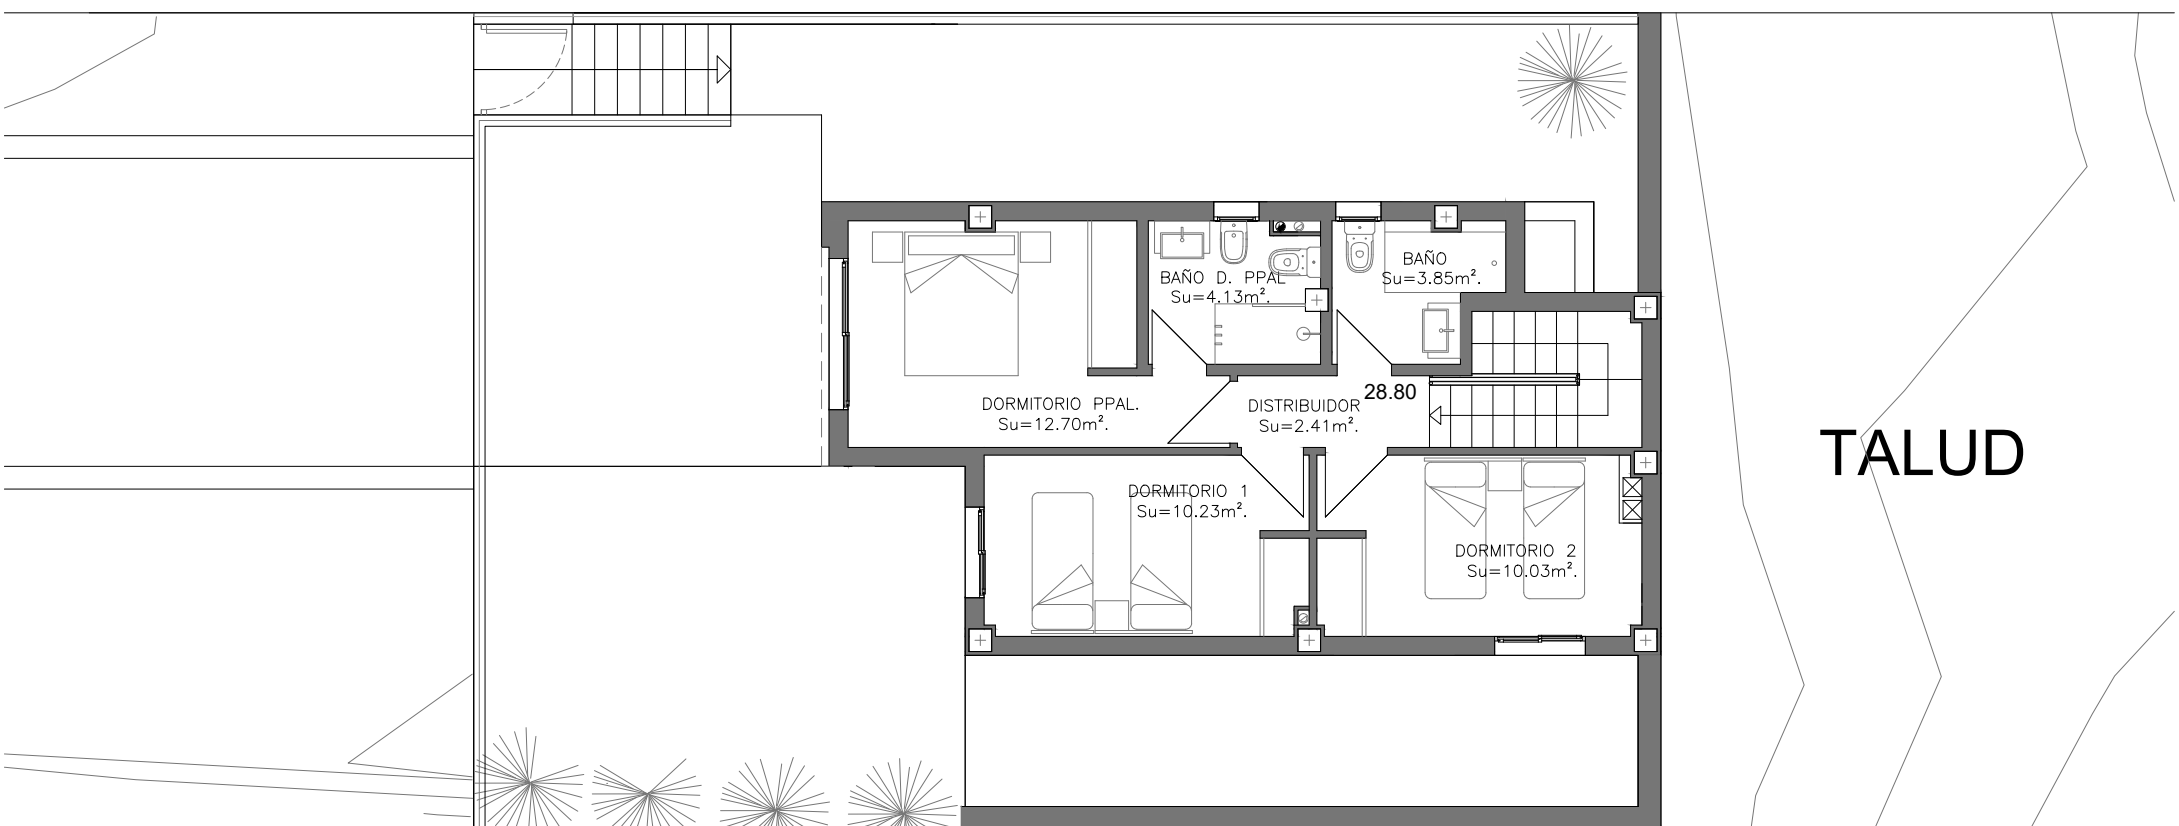 BAÑO D. PPAL
Su=4.13m².
BAÑO
Su=3.85m².
DORMITORIO PPAL.
Su=12.70m².
DISTRIBUIDOR
Su=2.41m².
28.80
TALUD
DORMITORIO 1
Su=10.23m².
DORMITORIO 2
Su=10.03m².